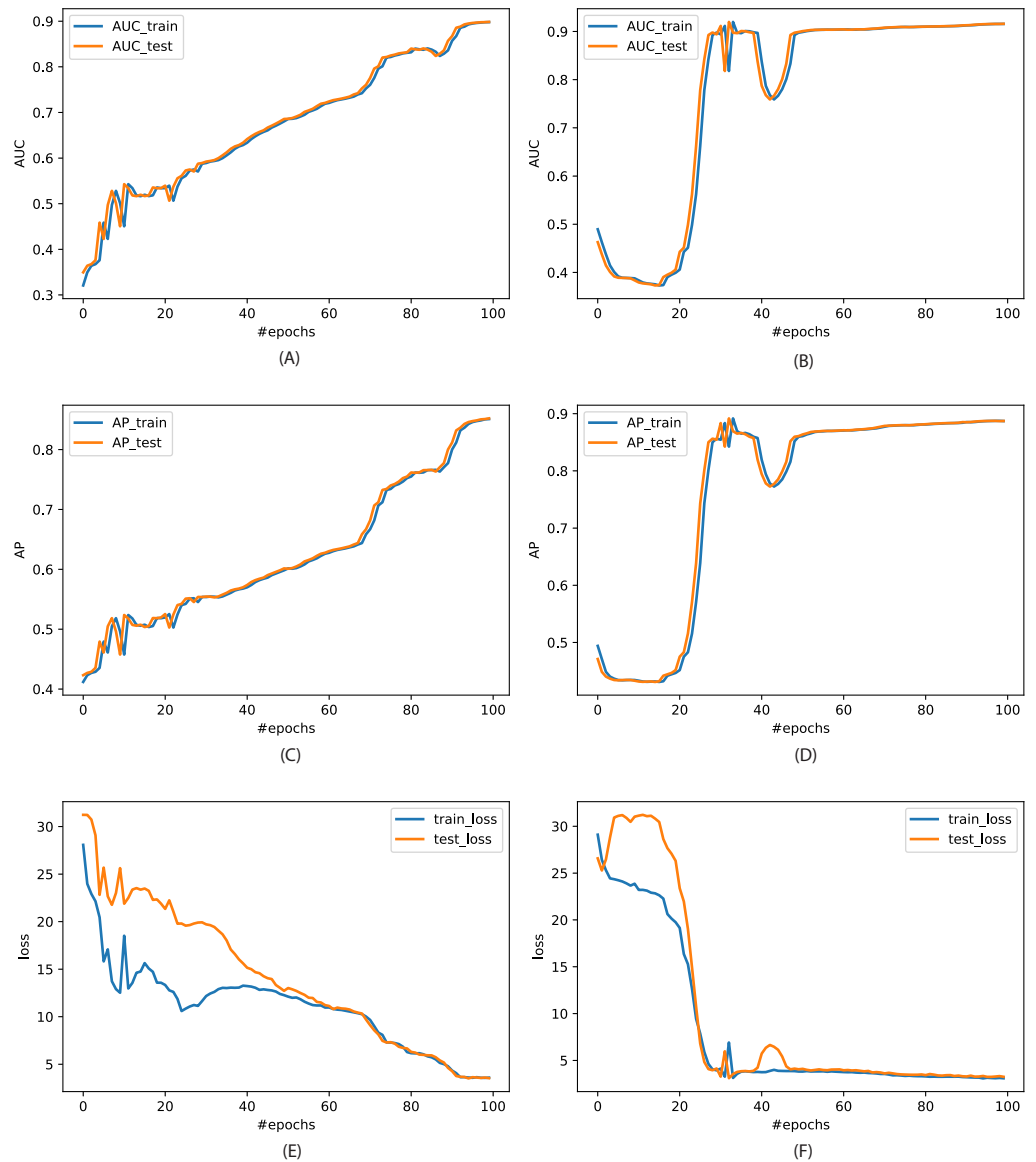 0.9
0.8
0.7
0.6
0.5
0.4
0.3
AUC
AUC_train
AUC_test
0 20 40 60 80 100
#epochs
(A)
0.9
0.8
0.7
0.6
0.5
0.4
AUC
AUC_train
AUC_test
0 20 40 60 80 100
#epochs
(B)
0.8
0.7
0.6
0.5
0.4
AP
AP_train
AP_test
0 20 40 60 80 100
#epochs
(C)
0.9
0.8
0.7
0.6
0.5
AP
AP_train
AP_test
0 20 40 60 80 100
#epochs
(D)
30
25
20
15
10
5
loss
train_loss
test_loss
0 20 40 60 80 100
#epochs
(E)
30
25
20
15
10
5
loss
train_loss
test_loss
0 20 40 60 80 100
#epochs
(F)